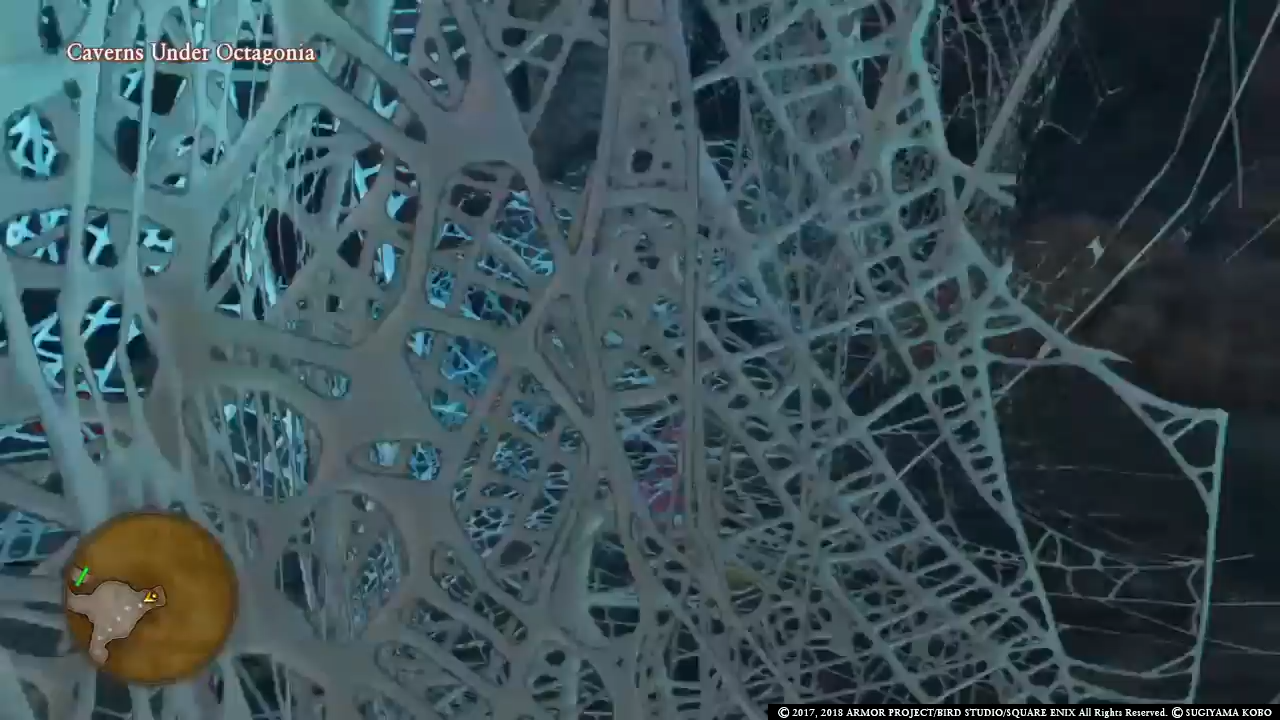 Caverns Under Octagonia
© 2017, 2018 ARMOR PROJECT/BIRD STUDIO/SQUARE ENIX All Rights Reserved. © SUGIYAMA KOBO